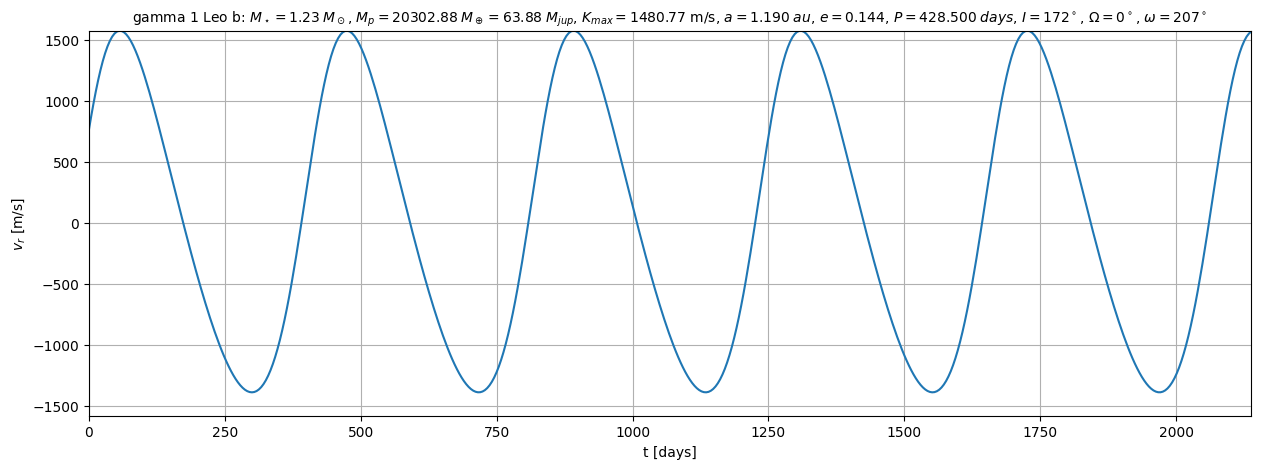 gamma 1 Leo b: M⋆ = 1.23 M⊙, Mp = 20302.88 M⊕ = 63.88 Mjup, Kmax = 1480.77 m/s, a = 1.190 au, e = 0.144, P = 428.500 days, I = 172°, Ω = 0°, ω = 207°
1500
1000
500
0
−500
−1000
−1500
vr [m/s]
0 250 500 750 1000 1250 1500 1750 2000
t [days]